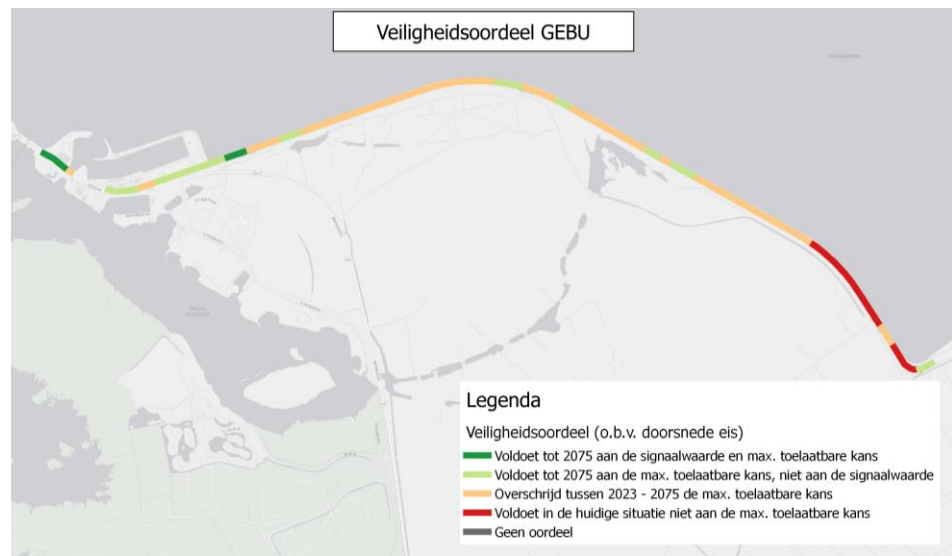 Veiligheidsoordeel GEBU
Legenda
Veiligheidsoordeel (o.b.v. doorsnede eis)
Voldoet tot 2075 aan de signaalwaarde en max. toelaatbare kans
Voldoet tot 2075 aan de max. toelaatbare kans, niet aan de signaalwaarde
Overschrijd tussen 2023 - 2075 de max. toelaatbare kans
Voldoet in de huidige situatie niet aan de max. toelaatbare kans
Geen oordeel